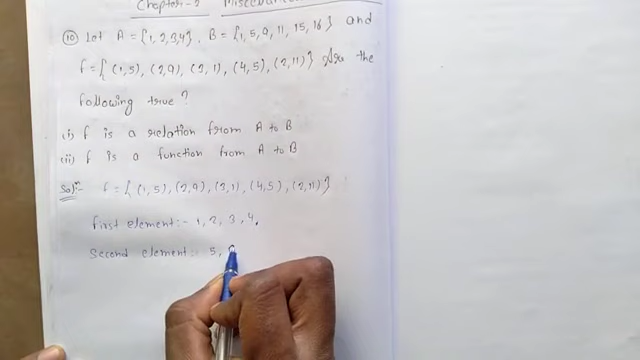 Chapter-2 Miscellaneous
(10) Let A = {1,2,3,4}, B = {1, 5, 9, 11, 15, 16} and
f = {(1,5), (2,9), (3,1), (4,5), (2,11)} Are the
following true?
(i) f is a relation from A to B
(ii) f is a function from A to B
Solⁿ:- f = {(1,5), (2,9), (3,1), (4,5), (2,11)}
First element:- 1, 2, 3, 4.
Second element:- 5,